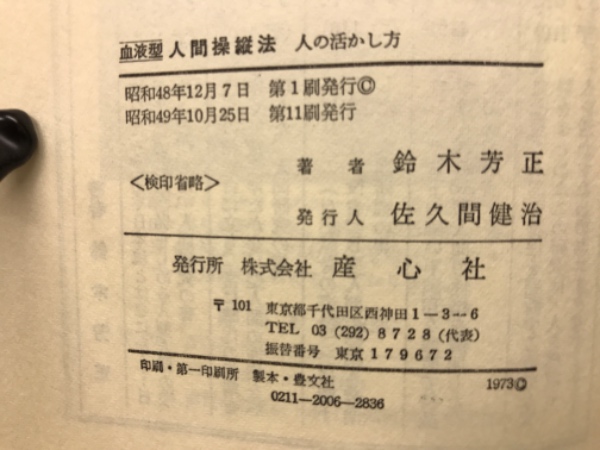 血液型 人間操縦法 人の活かし方
昭和48年12月7日 第1刷発行©
昭和49年10月25日 第11刷発行
著者 鈴木芳正
<検印省略>
発行人 佐久間健治
発行所 株式会社 産心社
〒101 東京都千代田区西神田1―3―6
TEL 03 (292) 8728 (代表)
振替番号 東京179672
印刷・第一印刷所 製本・豊文社
1973©
0211―2006―2836